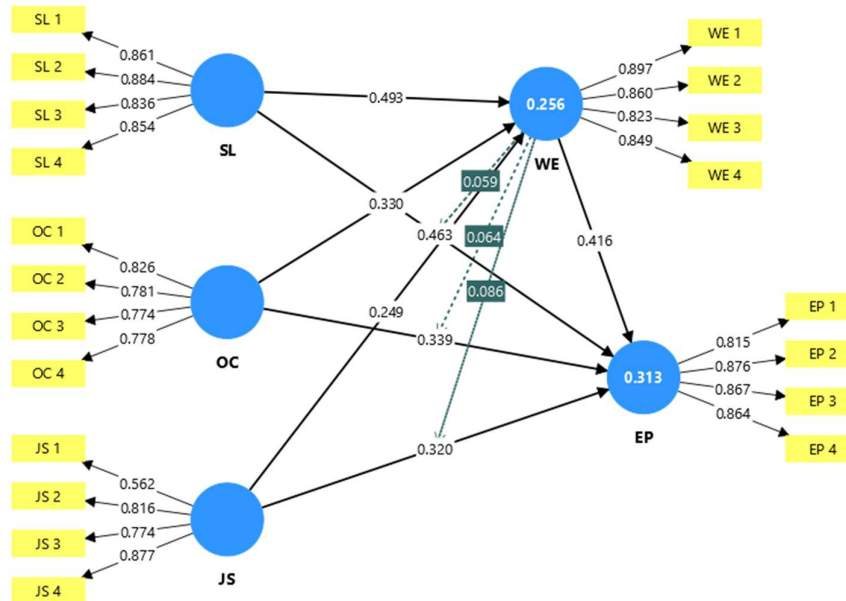 SL 1
SL 2
SL 3
SL 4
0.861
0.884
0.836
0.854
SL
OC 1
OC 2
OC 3
OC 4
0.826
0.781
0.774
0.778
OC
JS 1
JS 2
JS 3
JS 4
0.562
0.816
0.774
0.877
JS
0.493
0.330
0.463
0.249
0.339
0.320
0.059
0.064
0.086
0.416
0.256
WE
0.897
0.860
0.823
0.849
WE 1
WE 2
WE 3
WE 4
0.313
EP
0.815
0.876
0.867
0.864
EP 1
EP 2
EP 3
EP 4